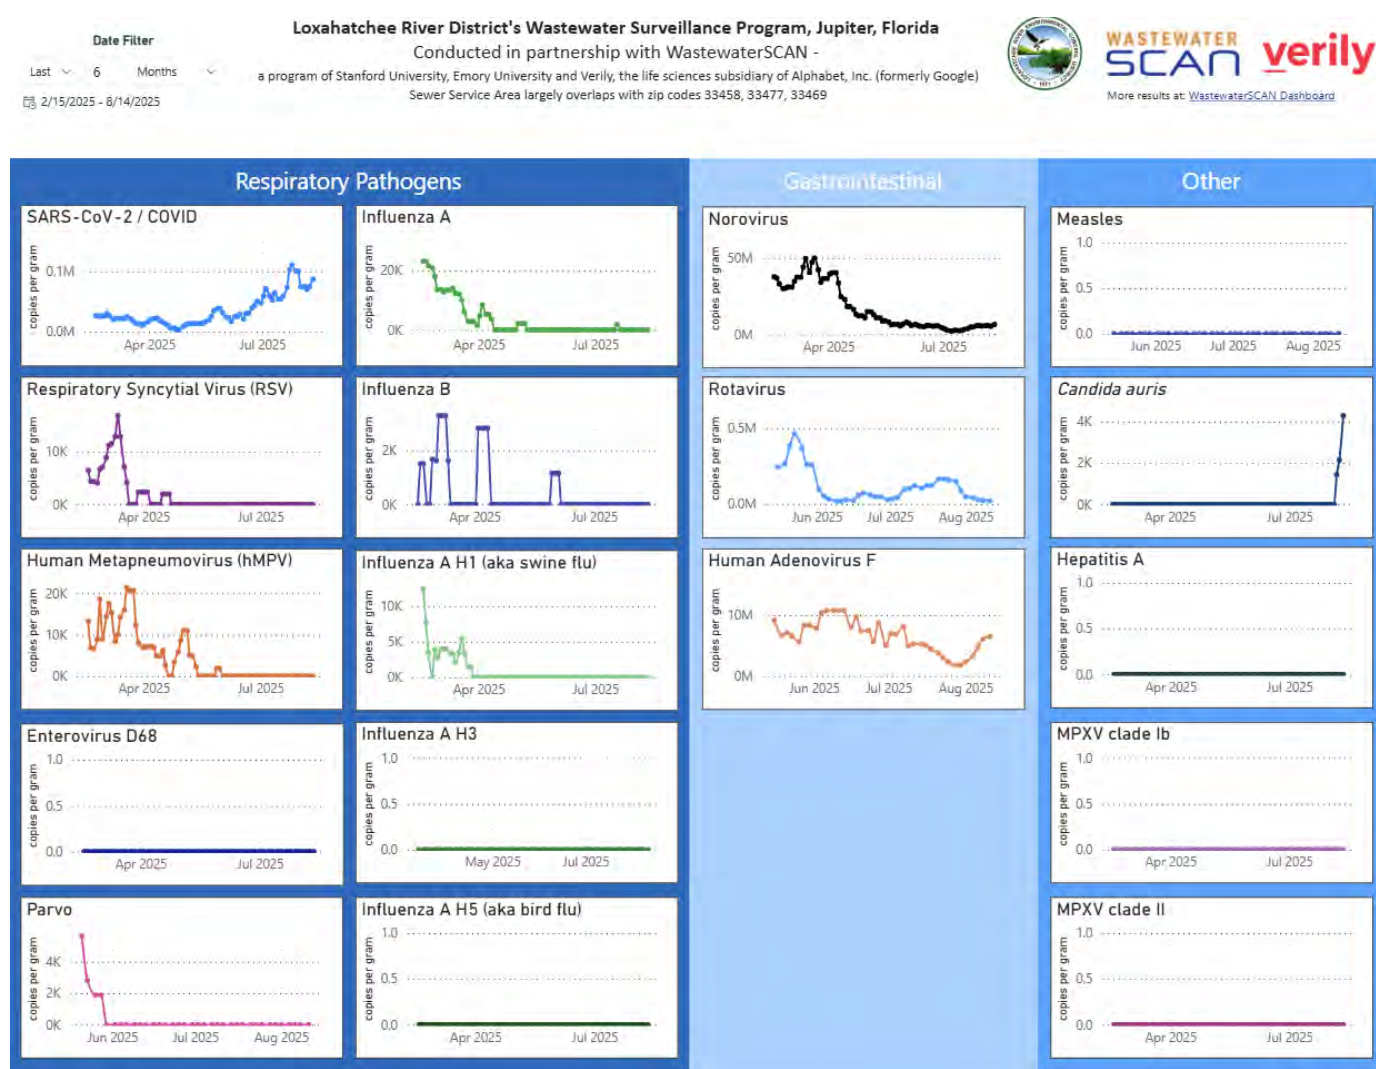 Date Filter
Last 6 Months
2/15/2025 - 8/14/2025
Loxahatchee River District's Wastewater Surveillance Program, Jupiter, Florida
Conducted in partnership with WastewaterSCAN -
a program of Stanford University, Emory University and Verily, the life sciences subsidiary of Alphabet, Inc. (formerly Google)
Sewer Service Area largely overlaps with zip codes 33458, 33477, 33469
WASTEWATER
SCAN
verily
More results at: WastewaterSCAN Dashboard
Respiratory Pathogens
SARS-CoV-2 / COVID
copies per gram
0.1M
0.0M
Apr 2025 Jul 2025
Influenza A
copies per gram
20K
0K
Apr 2025 Jul 2025
Respiratory Syncytial Virus (RSV)
copies per gram
10K
0K
Apr 2025 Jul 2025
Influenza B
copies per gram
2K
0K
Apr 2025 Jul 2025
Human Metapneumovirus (hMPV)
copies per gram
20K
10K
0K
Apr 2025 Jul 2025
Influenza A H1 (aka swine flu)
copies per gram
10K
5K
0K
Apr 2025 Jul 2025
Enterovirus D68
copies per gram
1.0
0.5
0.0
Apr 2025 Jul 2025
Influenza A H3
copies per gram
1.0
0.5
0.0
May 2025 Jul 2025
Parvo
copies per gram
4K
2K
0K
Jun 2025 Jul 2025 Aug 2025
Influenza A H5 (aka bird flu)
copies per gram
1.0
0.5
0.0
Apr 2025 Jul 2025
Gastrointestinal
Norovirus
copies per gram
50M
0M
Apr 2025 Jul 2025
Rotavirus
copies per gram
0.5M
0.0M
Jun 2025 Jul 2025 Aug 2025
Human Adenovirus F
copies per gram
10M
0M
Jun 2025 Jul 2025 Aug 2025
Other
Measles
copies per gram
1.0
0.5
0.0
Jun 2025 Jul 2025 Aug 2025
Candida auris
copies per gram
4K
2K
0K
Apr 2025 Jul 2025
Hepatitis A
copies per gram
1.0
0.5
0.0
Apr 2025 Jul 2025
MPXV clade Ib
copies per gram
1.0
0.5
0.0
Apr 2025 Jul 2025
MPXV clade II
copies per gram
1.0
0.5
0.0
Apr 2025 Jul 2025